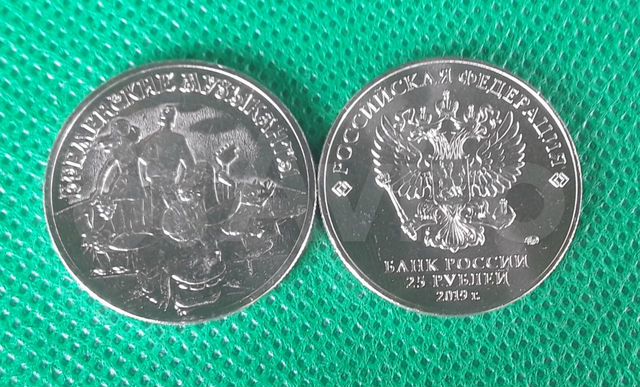 БРЕМЕНСКИЕ МУЗЫКАНТЫ
РОССИЙСКАЯ ФЕДЕРАЦИЯ
БАНК РОССИИ
25 РУБЛЕЙ
2019 г.